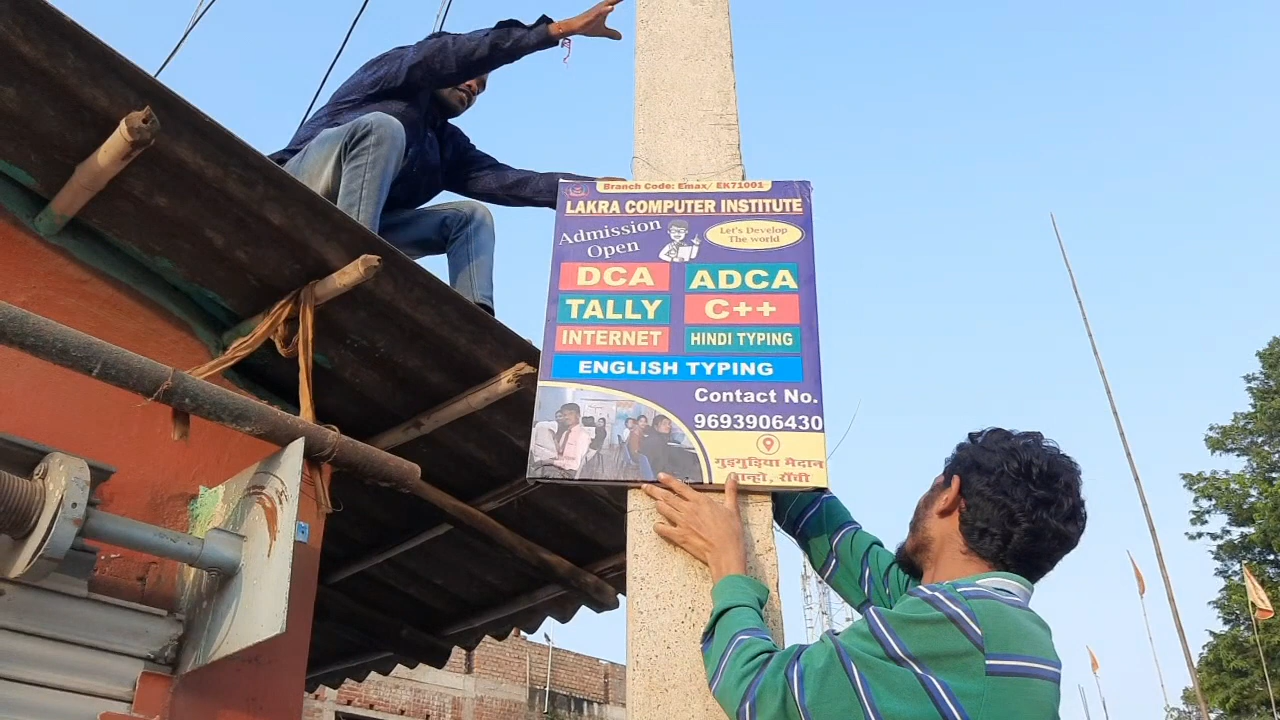 Branch Code: Emax/ EK71001
LAKRA COMPUTER INSTITUTE
Admission
Open
Let's Develop
The world
DCA
ADCA
TALLY
C++
INTERNET
HINDI TYPING
ENGLISH TYPING
Contact No.
9693906430
गुड़गुड़िया मैदान
राँची